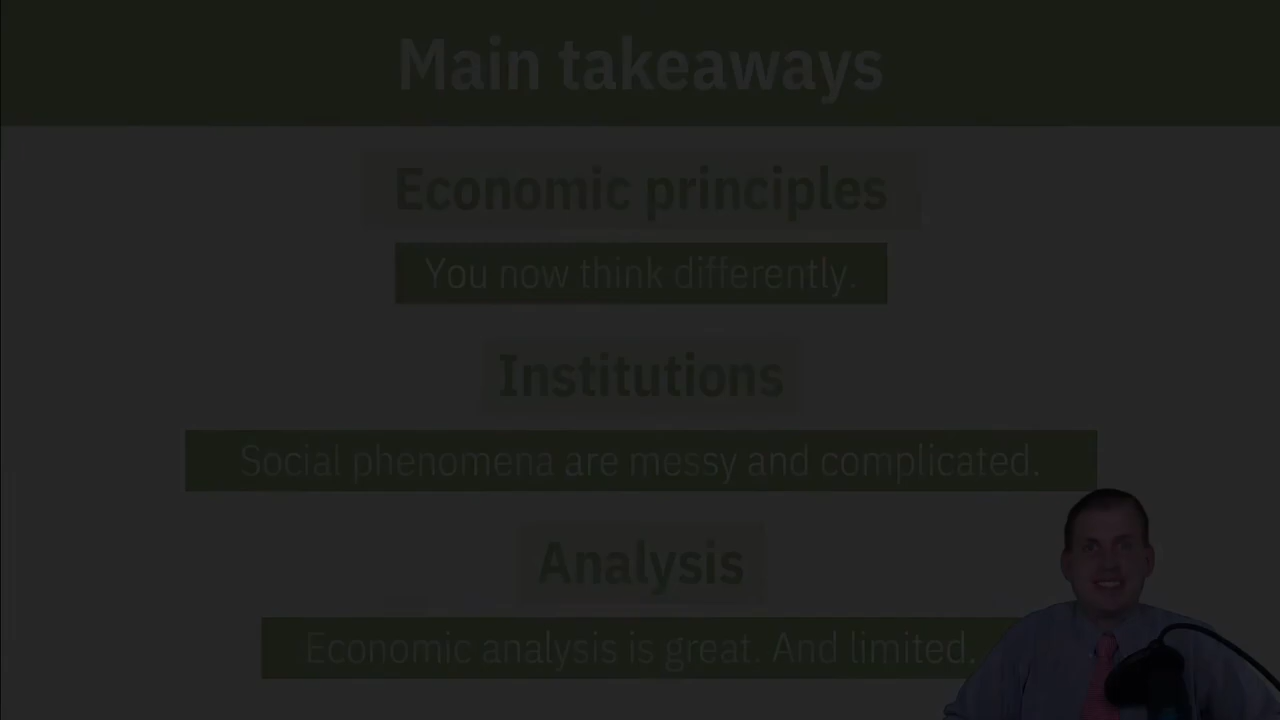 Main takeaways
Economic principles
You now think differently.
Institutions
Social phenomena are messy and complicated.
Analysis
Economic analysis is great. And limited.